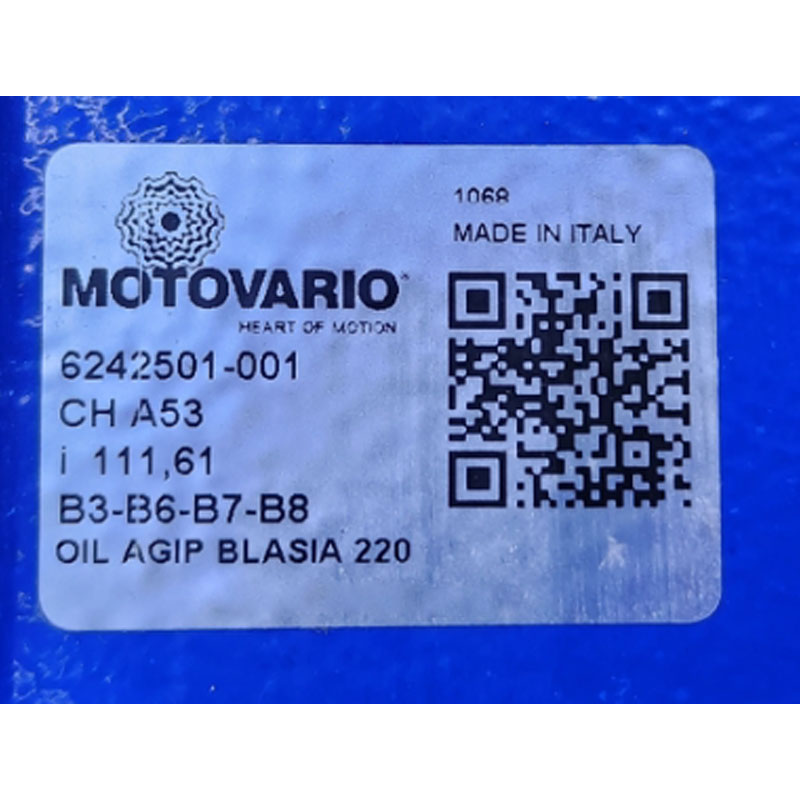 1068
MADE IN ITALY
MOTOVARIO
HEART OF MOTION
6242501-001
CH A53
i 111,61
B3-B6-B7-B8
OIL AGIP BLASIA 220